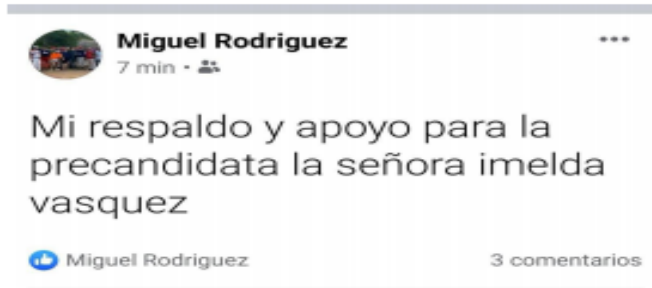 Miguel Rodriguez
7 min ·
Mi respaldo y apoyo para la
precandidata la señora imelda
vasquez
Miguel Rodriguez 3 comentarios